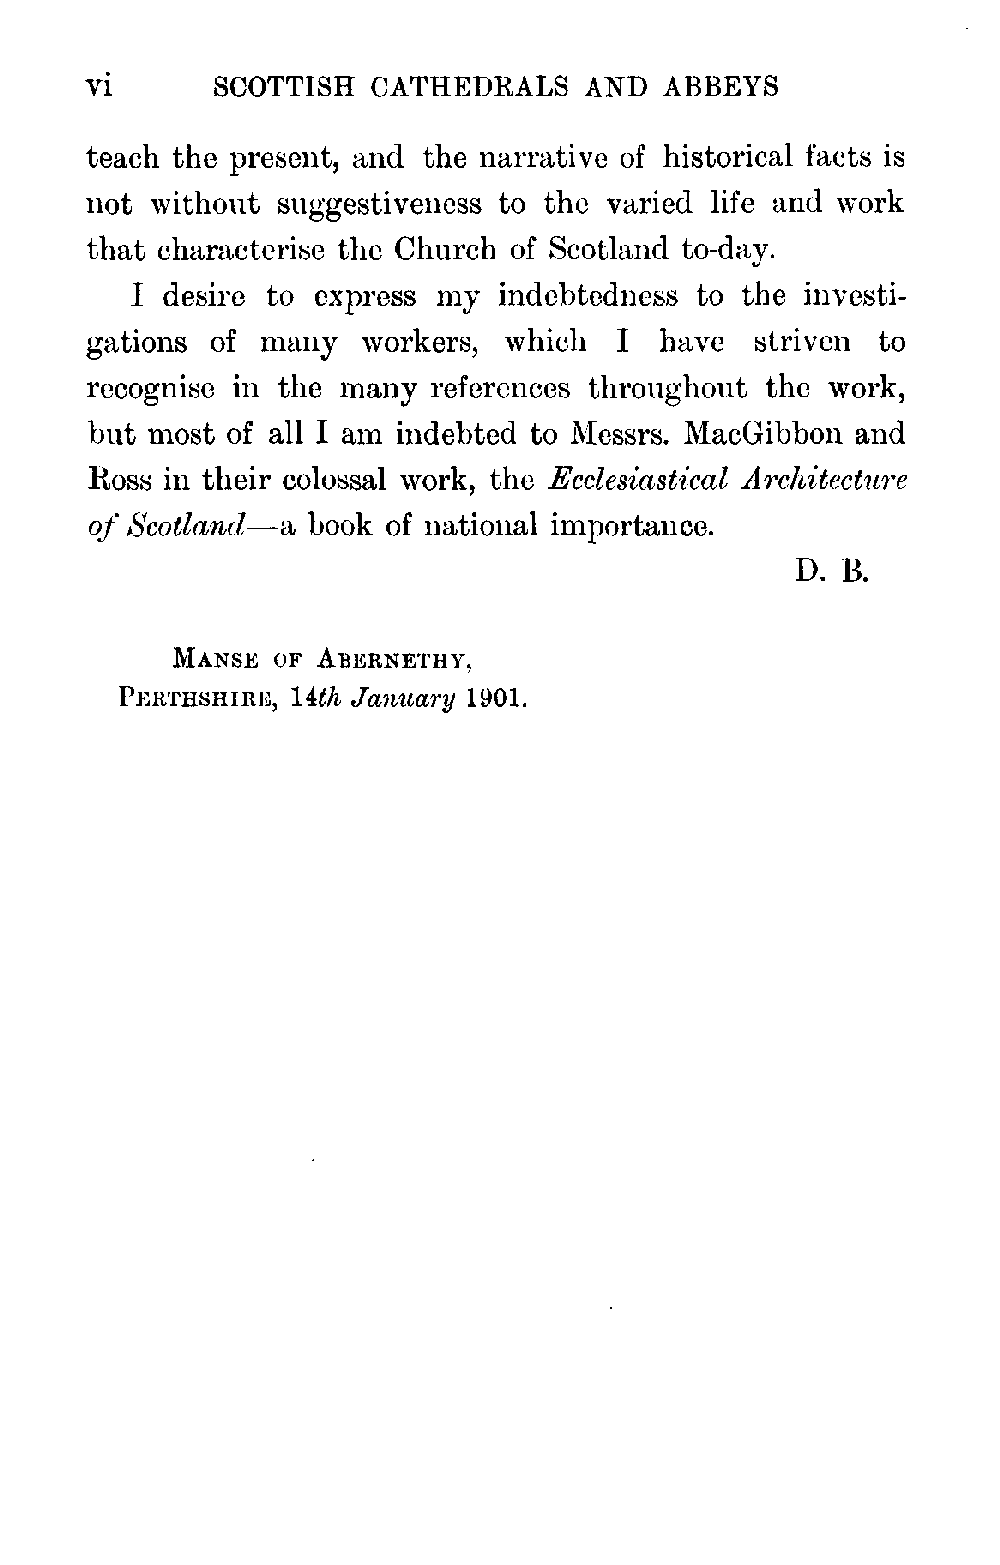 vi SCOTTISH CATHEDRALS AND ABBEYS
teach the present, and the narrative of historical facts is
not without suggestiveness to the varied life and work
that characterise the Church of Scotland to-day.
I desire to express my indebtedness to the investi-
gations of many workers, which I have striven to
recognise in the many references throughout the work,
but most of all I am indebted to Messrs. MacGibbon and
Ross in their colossal work, the Ecclesiastical Architecture
of Scotland—a book of national importance.
D. B.
MANSE OF ABERNETHY,
PERTHSHIRE, 14th January 1901.